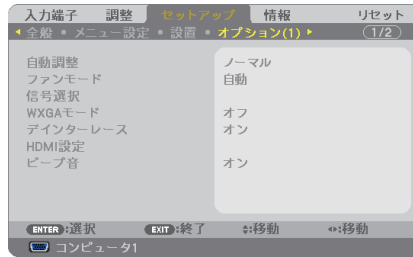 入力端子 調整 セットアップ 情報 リセット
全般 • メニュー設定 • 設置 • オプション(1) 1/2
自動調整 ノーマル
ファンモード 自動
信号選択
WXGAモード オフ
デインターレース オン
HDMI設定
ビープ音 オン
ENTER:選択 EXIT:終了 :移動 :移動
コンピュータ1